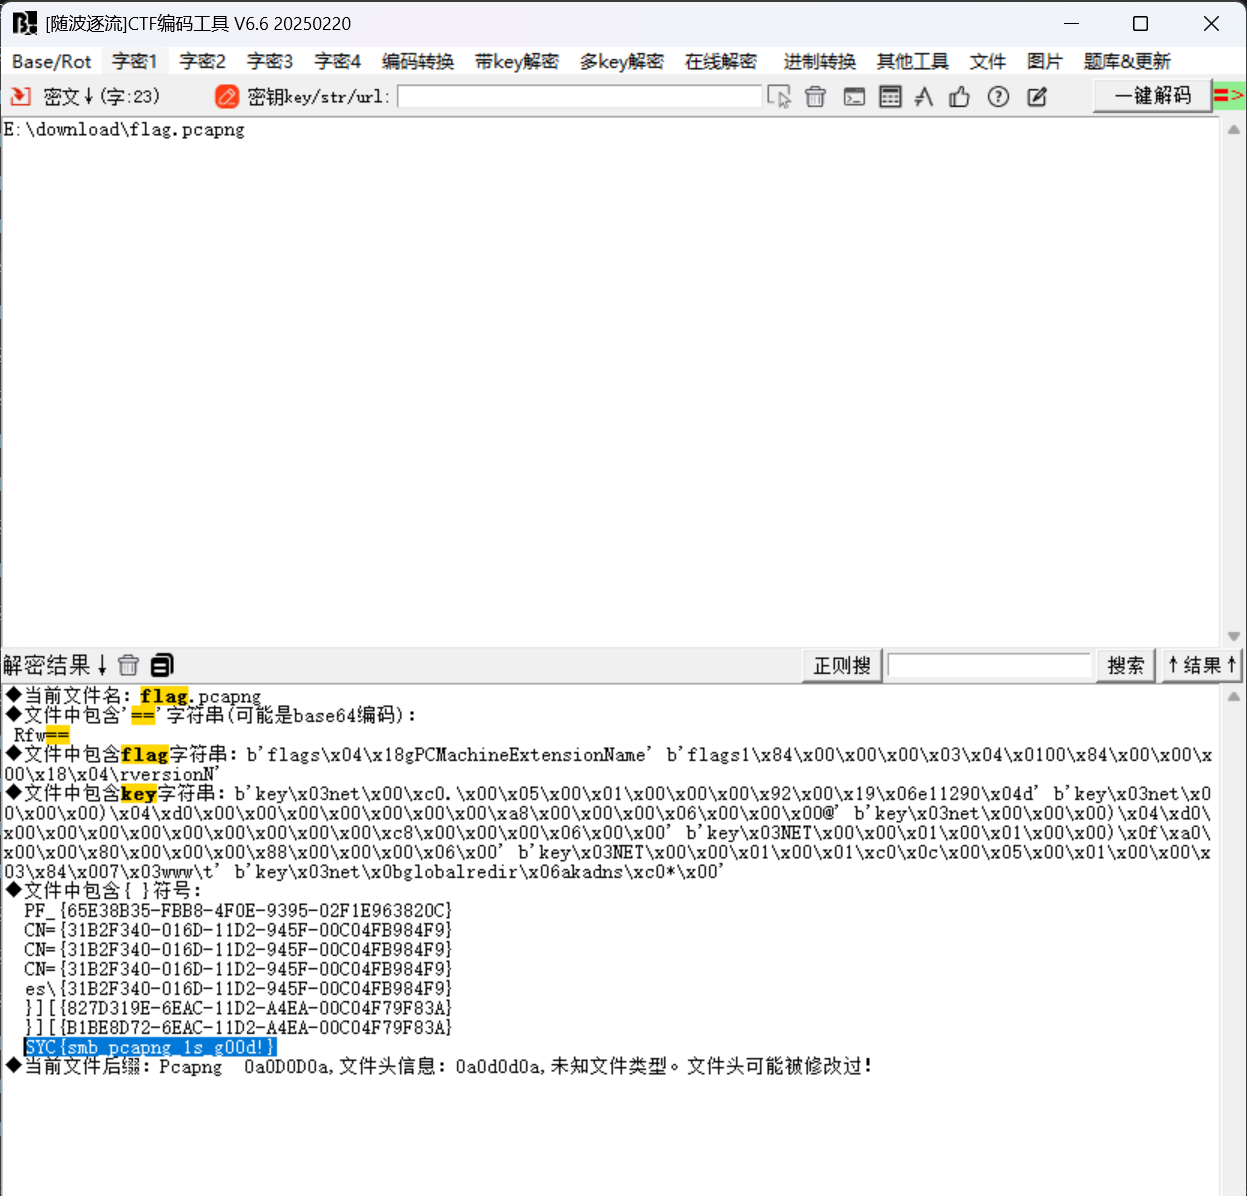 [随波逐流]CTF编码工具 V6.6 20250220
Base/Rot 字密1 字密2 字密3 字密4 编码转换 带key解密 多key解密 在线解密 进制转换 其他工具 文件 图片 题库&更新
密文↓(字:23) 密钥key/str/url: 一键解码 =>
E:\download\flag.pcapng
解密结果↓ 正则搜 搜索 ↑结果↑
◆当前文件名: flag.pcapng
◆文件中包含'=='字符串(可能是base64编码):
Rfw==
◆文件中包含flag字符串: b'flags\x04\x18gPCMachineExtensionName' b'flags1\x84\x00\x00\x00\x03\x04\x0100\x84\x00\x00\x
00\x18\x04\rversionN'
◆文件中包含key字符串: b'key\x03net\x00\xc0.\x00\x05\x00\x01\x00\x00\x00\x92\x00\x19\x06e11290\x04d' b'key\x03net\x0
0\x00\x00)\x04\xd0\x00\x00\x00\x00\x00\x00\xa8\x00\x00\x00\x06\x00\x00\x00@' b'key\x03net\x00\x00\x00)\x04\xd0\
x00\x00\x00\x00\x00\x00\x00\x00\x00\xc8\x00\x00\x00\x06\x00\x00' b'key\x03NET\x00\x00\x01\x00\x01\x00\x00)\x0f\xa0\
x00\x00\x80\x00\x00\x00\x88\x00\x00\x00\x06\x00' b'key\x03NET\x00\x00\x01\x00\x01\xc0\x0c\x00\x05\x00\x01\x00\x00\x
03\x84\x007\x03www\t' b'key\x03net\x0bglobalredir\x06akadns\xc0*\x00'
◆文件中包含{ }符号:
PF_{65E38B35-FBB8-4F0E-9395-02F1E963820C}
CN={31B2F340-016D-11D2-945F-00C04FB984F9}
CN={31B2F340-016D-11D2-945F-00C04FB984F9}
CN={31B2F340-016D-11D2-945F-00C04FB984F9}
es\{31B2F340-016D-11D2-945F-00C04FB984F9}
}][{827D319E-6EAC-11D2-A4EA-00C04F79F83A}
}][{B1BE8D72-6EAC-11D2-A4EA-00C04F79F83A}
SYC{smb_pcapng_1s_g00d!}
◆当前文件后缀: Pcapng 0a0D0D0a,文件头信息: 0a0d0d0a,未知文件类型。文件头可能被修改过!